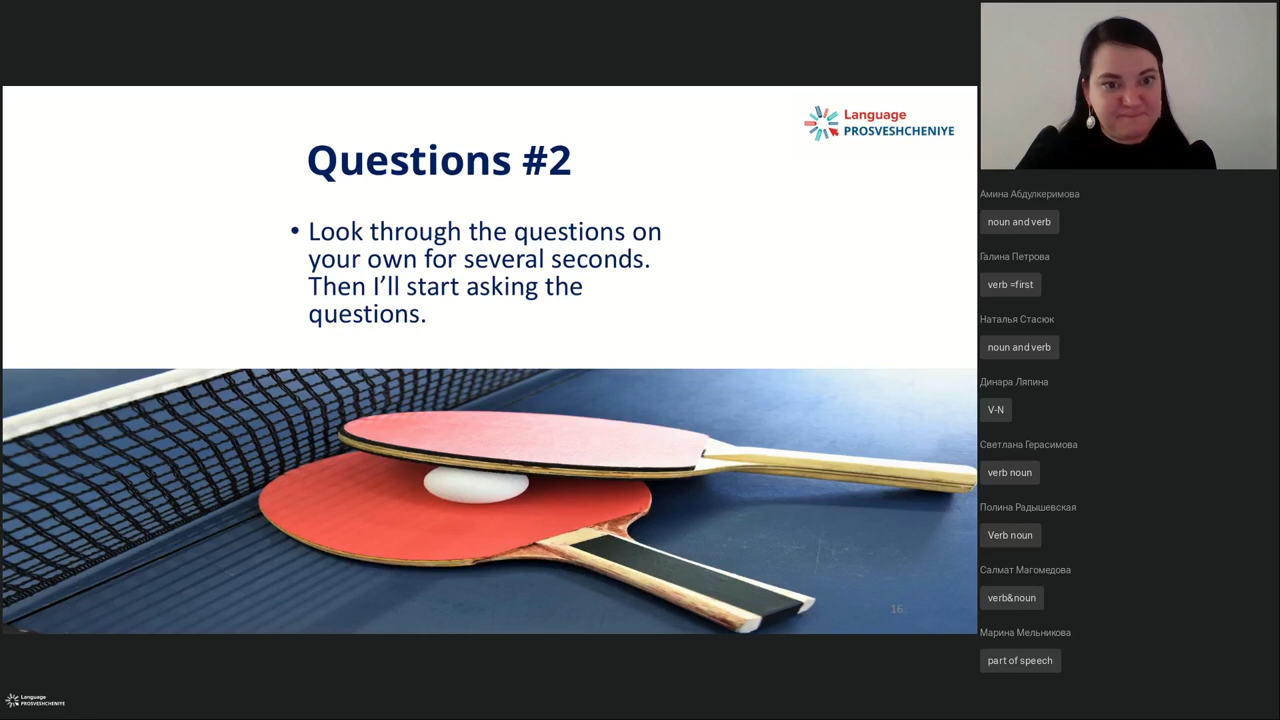 Language
PROSVESHCHENIYE
Questions #2
• Look through the questions on
your own for several seconds.
Then I’ll start asking the
questions.
16
Language
PROSVESHCHENIYE
Амина Абдулкеримова
noun and verb
Галина Петрова
verb =first
Наталья Стасюк
noun and verb
Динара Ляпина
V-N
Светлана Герасимова
verb noun
Полина Радышевская
Verb noun
Салмат Магомедова
verb&noun
Марина Мельникова
part of speech